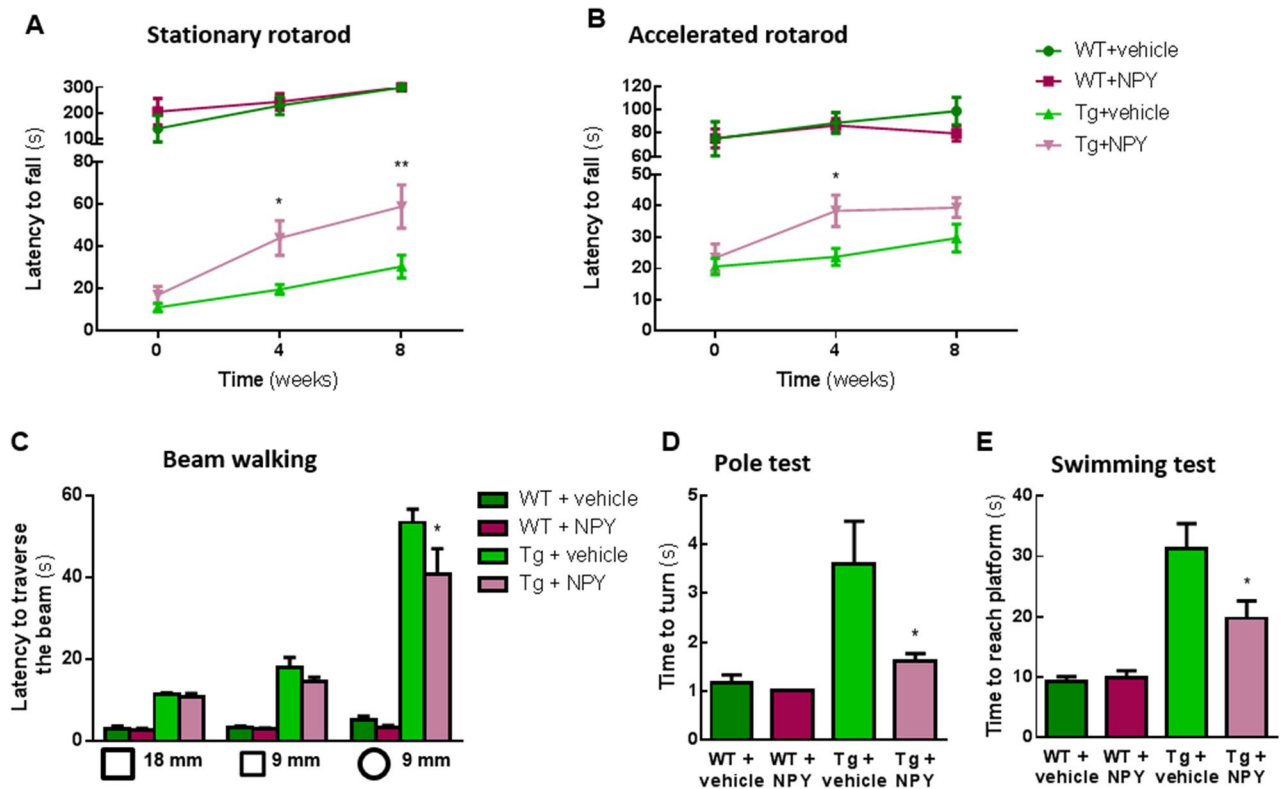 A
Stationary rotarod
Latency to fall (s)
300
200
100
80
60
40
20
0
*
**
0 4 8
Time (weeks)
B
Accelerated rotarod
Latency to fall (s)
120
100
80
60
50
40
30
20
10
0
*
0 4 8
Time (weeks)
WT+vehicle
WT+NPY
Tg+vehicle
Tg+NPY
C
Beam walking
Latency to traverse
the beam (s)
60
40
20
0
*
18 mm 9 mm 9 mm
WT + vehicle
WT + NPY
Tg + vehicle
Tg + NPY
D
Pole test
Time to turn (s)
5
4
3
2
1
0
*
WT + WT + Tg + Tg +
vehicle NPY vehicle NPY
E
Swimming test
Time to reach platform (s)
40
30
20
10
0
*
WT + WT + Tg + Tg +
vehicle NPY vehicle NPY